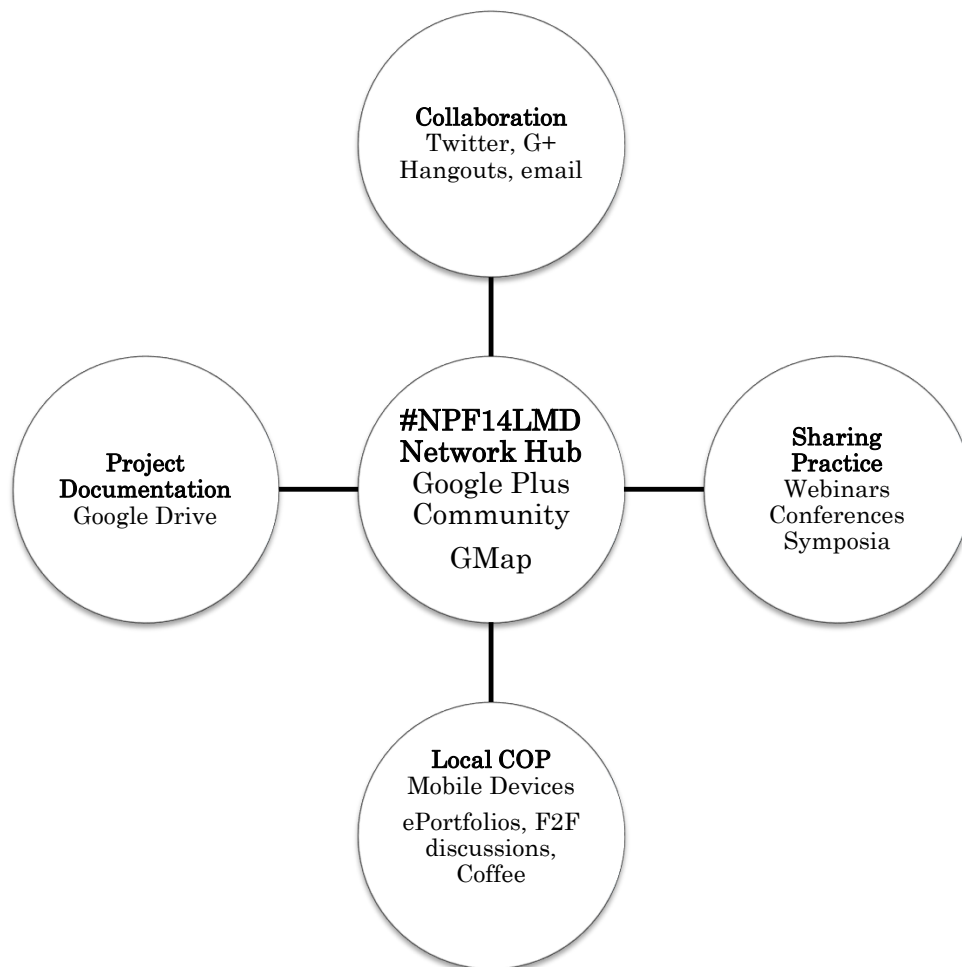 Collaboration
Twitter, G+
Hangouts, email
Project
Documentation
Google Drive
#NPF14LMD
Network Hub
Google Plus
Community
GMap
Sharing
Practice
Webinars
Conferences
Symposia
Local COP
Mobile Devices
ePortfolios, F2F
discussions,
Coffee